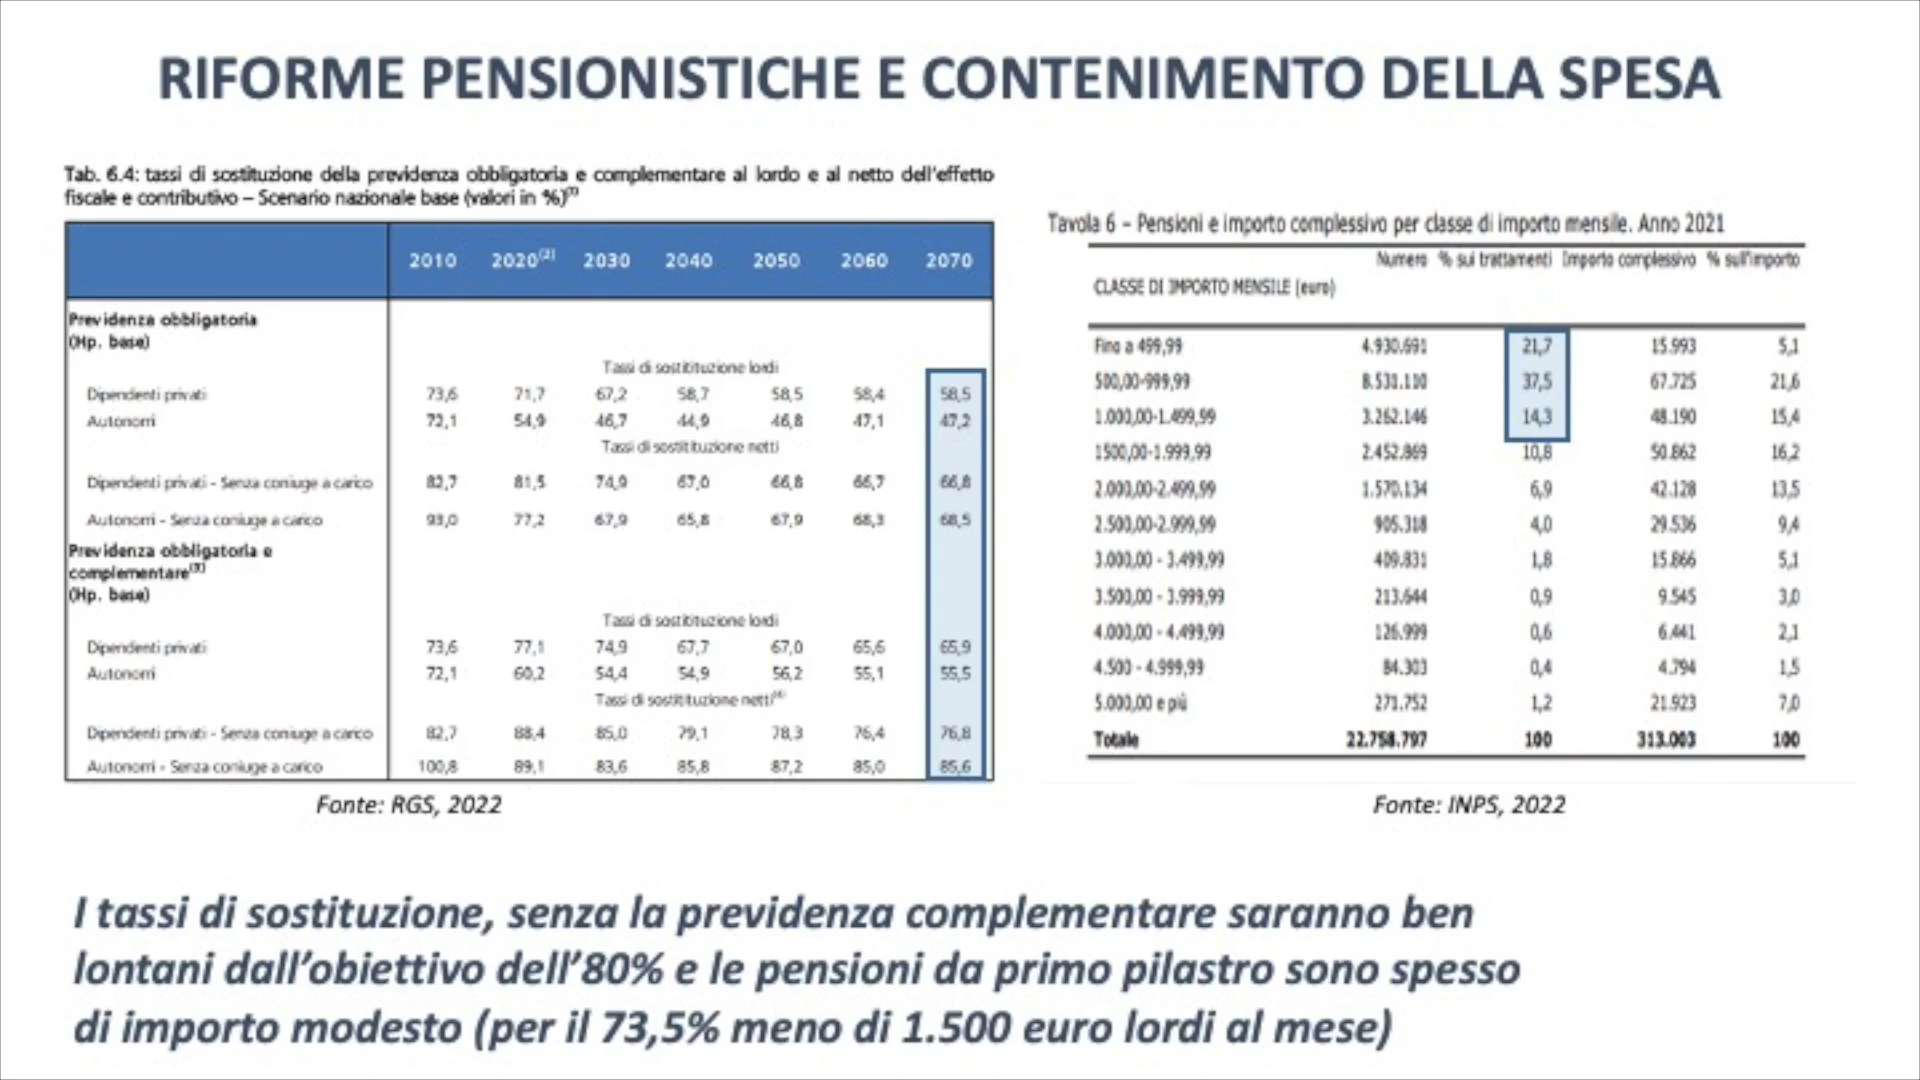 RIFORME PENSIONISTICHE E CONTENIMENTO DELLA SPESA
Tab. 6.4: tassi di sostituzione della previdenza obbligatoria e complementare al lordo e al netto dell'effetto
fiscale e contributivo – Scenario nazionale base (valori in %)(1)
2010 2020(2) 2030 2040 2050 2060 2070
Previdenza obbligatoria
(Hp. base)
Tassi di sostituzione lordi
Dipendenti privati 73,6 71,7 67,2 58,7 58,5 58,4 58,5
Autonomi 72,1 54,9 46,7 44,9 46,8 47,1 47,2
Tassi di sostituzione netti
Dipendenti privati - Senza coniuge a carico 82,7 81,5 74,9 67,0 66,8 66,7 66,8
Autonomi - Senza coniuge a carico 93,0 77,2 67,9 65,8 67,9 68,3 68,5
Previdenza obbligatoria e
complementare(3)
(Hp. base)
Tassi di sostituzione lordi
Dipendenti privati 73,6 77,1 74,9 67,7 67,0 65,6 65,9
Autonomi 72,1 60,2 54,4 54,9 56,2 55,1 55,5
Tassi di sostituzione netti(4)
Dipendenti privati - Senza coniuge a carico 82,7 88,4 85,0 79,1 78,3 76,4 76,8
Autonomi - Senza coniuge a carico 100,8 89,1 83,6 85,8 87,2 85,0 85,6
Fonte: RGS, 2022
Tavola 6 – Pensioni e importo complessivo per classe di importo mensile. Anno 2021
Numero % sui trattamenti Importo complessivo % sull'importo
CLASSE DI IMPORTO MENSILE (euro)
Fino a 499,99 4.930.691 21,7 15.993 5,1
500,00-999,99 8.531.110 37,5 67.725 21,6
1.000,00-1.499,99 3.262.146 14,3 48.190 15,4
1500,00-1.999,99 2.452.869 10,8 50.862 16,2
2.000,00-2.499,99 1.570.134 6,9 42.128 13,5
2.500,00-2.999,99 905.318 4,0 29.536 9,4
3.000,00 - 3.499,99 409.831 1,8 15.866 5,1
3.500,00 - 3.999,99 213.644 0,9 9.545 3,0
4.000,00 - 4.499,99 126.999 0,6 6.441 2,1
4.500 - 4.999,99 84.303 0,4 4.794 1,5
5.000,00 e più 271.752 1,2 21.923 7,0
Totale 22.758.797 100 313.003 100
Fonte: INPS, 2022
I tassi di sostituzione, senza la previdenza complementare saranno ben
lontani dall'obiettivo dell'80% e le pensioni da primo pilastro sono spesso
di importo modesto (per il 73,5% meno di 1.500 euro lordi al mese)